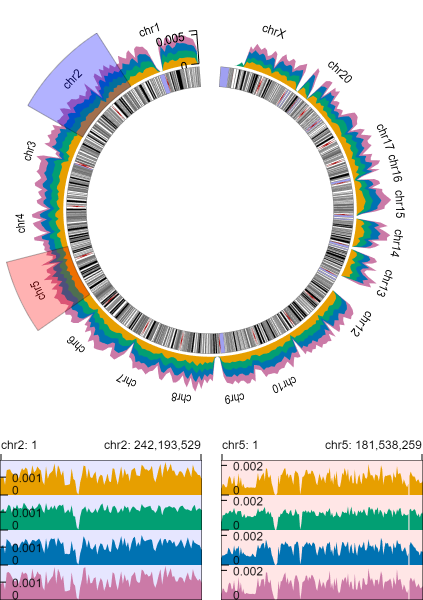 chr1
0.005
0
chrX
chr20
chr17
chr16
chr15
chr14
chr13
chr12
chr10
chr9
chr8
chr7
chr6
chr5
chr4
chr3
chr2
chr2: 1 chr2: 242,193,529 chr5: 1 chr5: 181,538,259
0.001 0.002
0 0
0.001 0.002
0 0
0.001 0.002
0 0
0.001 0.002
0 0